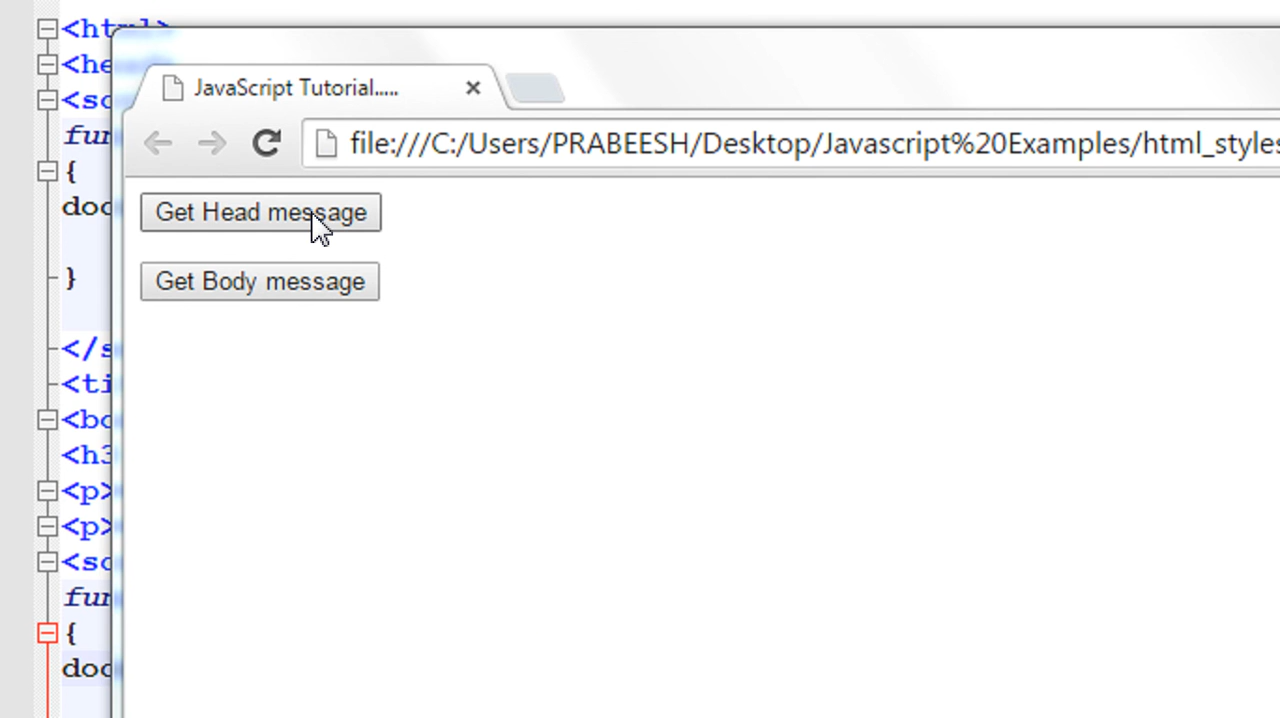 <html>
<he
<sc
fun
{
doc
}
</s
<ti
<bo
<h3
<p>
<p>
<sc
fun
{
doc
JavaScript Tutorial.....
file:///C:/Users/PRABEESH/Desktop/Javascript%20Examples/html_styles
Get Head message
Get Body message